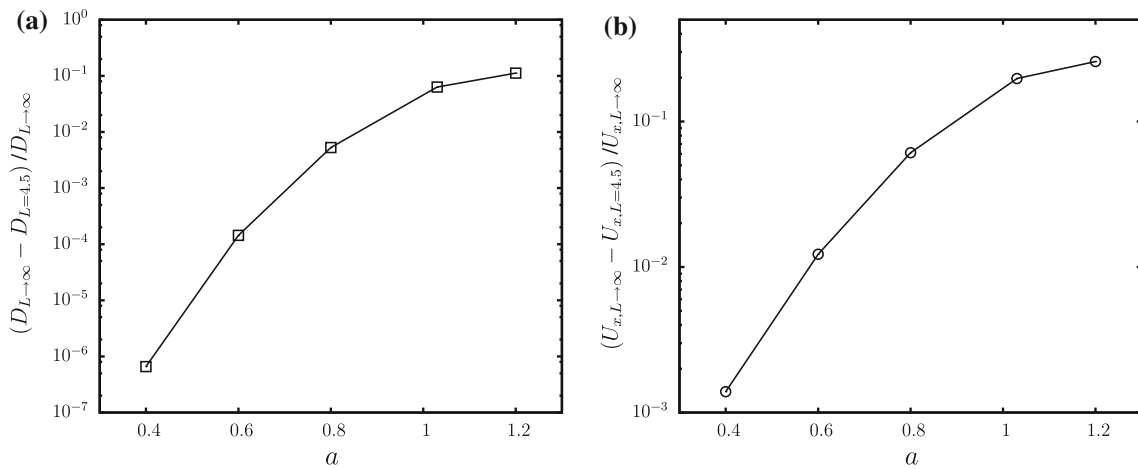 (a)
(D_{L→∞} − D_{L=4.5}) /D_{L→∞}
10^0
10^{-1}
10^{-2}
10^{-3}
10^{-4}
10^{-5}
10^{-6}
10^{-7}
0.4 0.6 0.8 1 1.2
a
(b)
(U_{x,L→∞} − U_{x,L=4.5}) /U_{x,L→∞}
10^{-1}
10^{-2}
10^{-3}
0.4 0.6 0.8 1 1.2
a